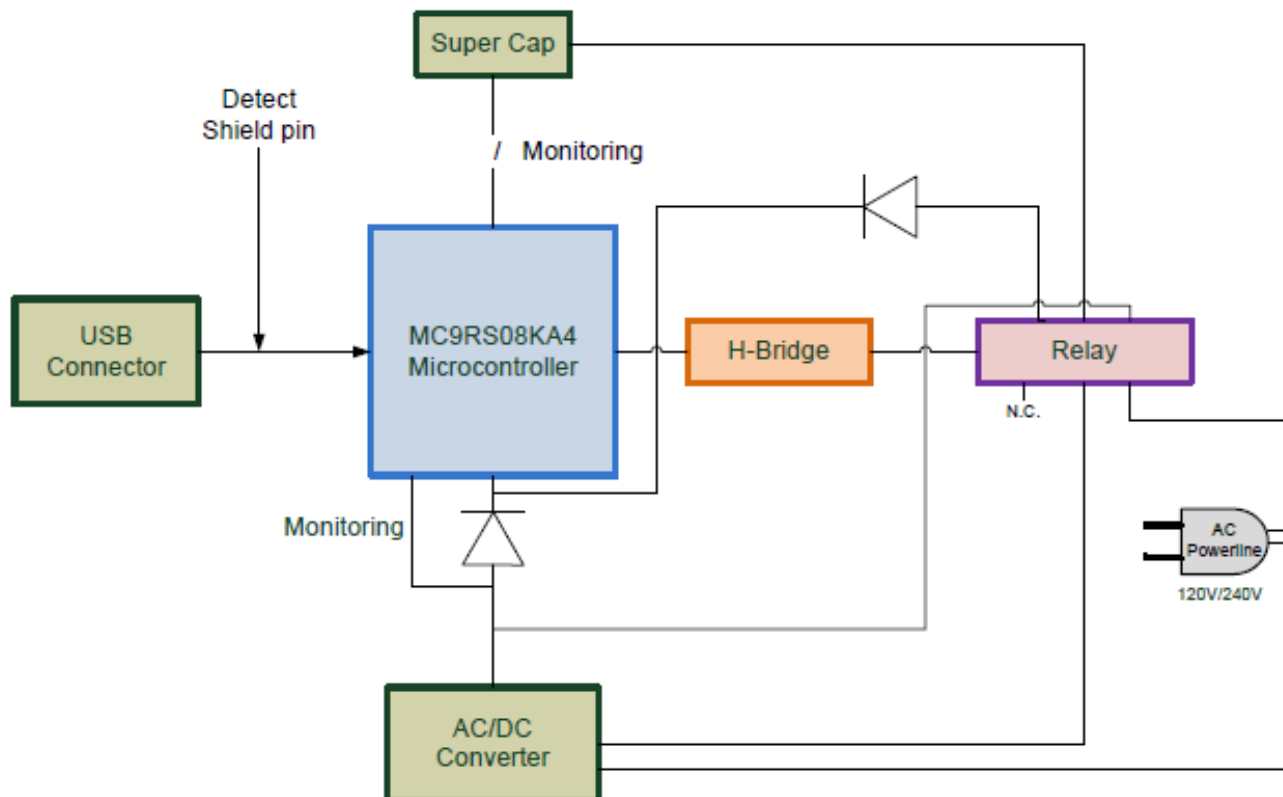 Super Cap
Detect
Shield pin
/ Monitoring
USB
Connector
MC9RS08KA4
Microcontroller
H-Bridge
Relay
N.C.
Monitoring
AC
Powerline
120V/240V
AC/DC
Converter